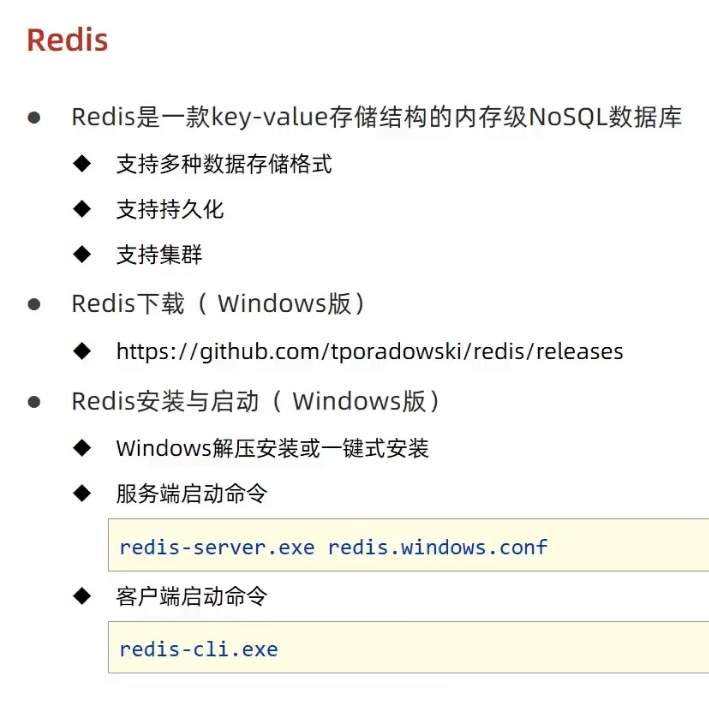 Redis
Redis是一款key-value存储结构的内存级NoSQL数据库
支持多种数据存储格式
支持持久化
支持集群
Redis下载（ Windows版）
https://github.com/tporadowski/redis/releases
Redis安装与启动（ Windows版）
Windows解压安装或一键式安装
服务端启动命令
redis-server.exe redis.windows.conf
客户端启动命令
redis-cli.exe